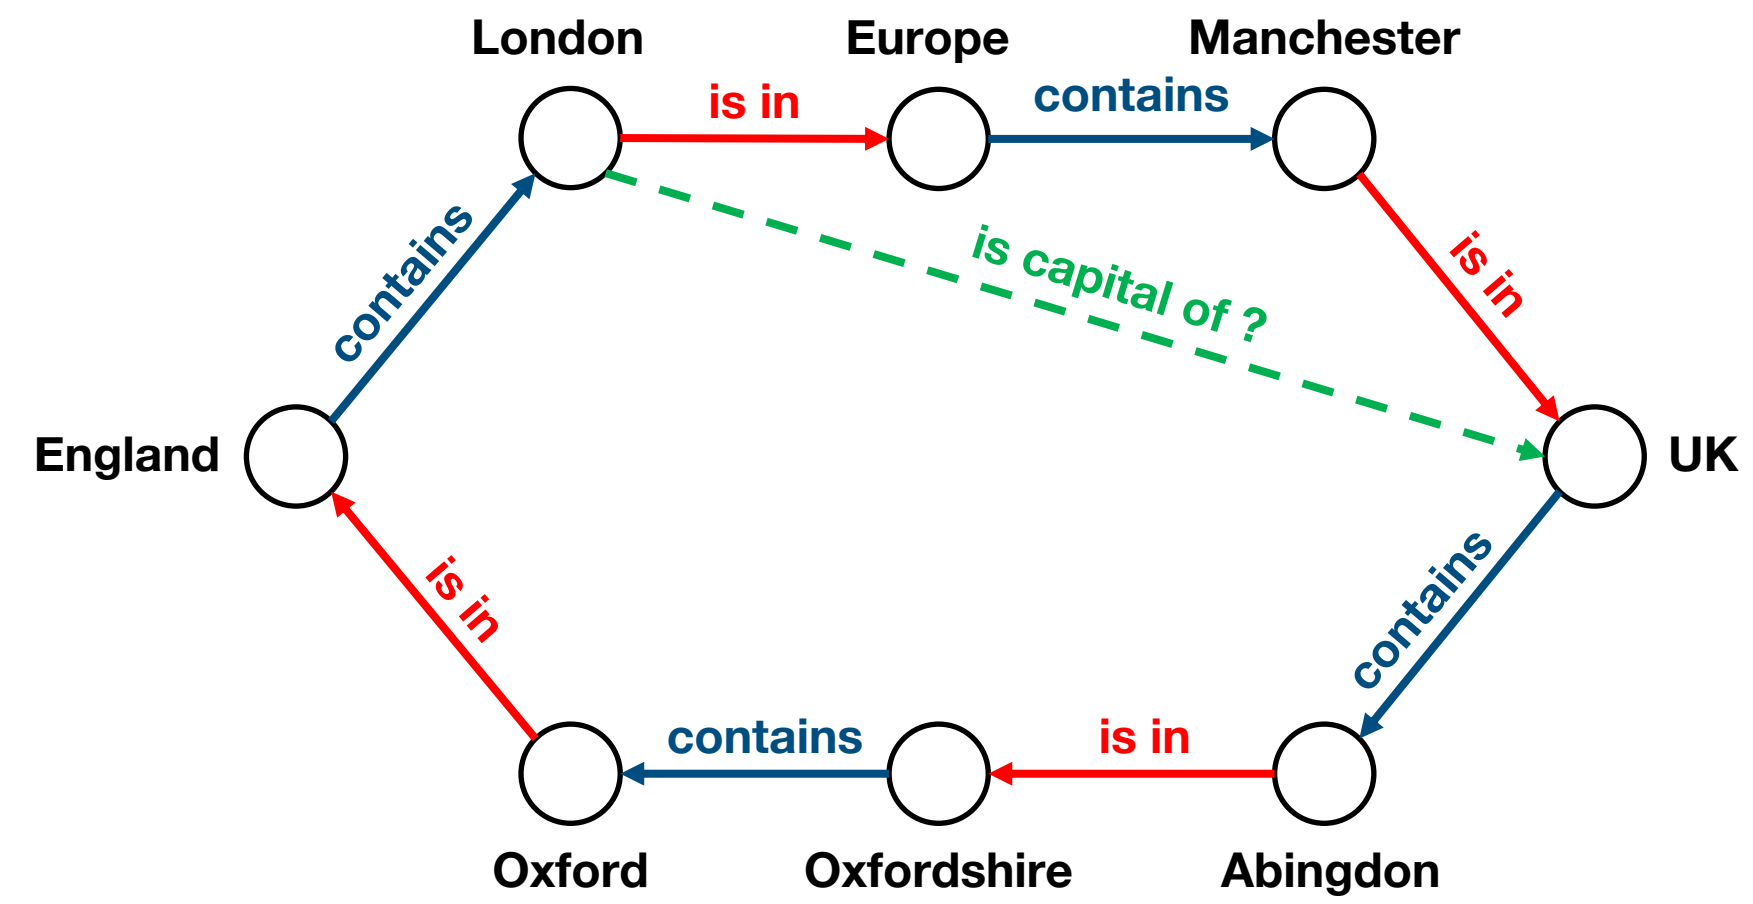 London
Europe
Manchester
is in
contains
contains
is capital of ?
is in
England
UK
is in
contains
contains
is in
Oxford
Oxfordshire
Abingdon